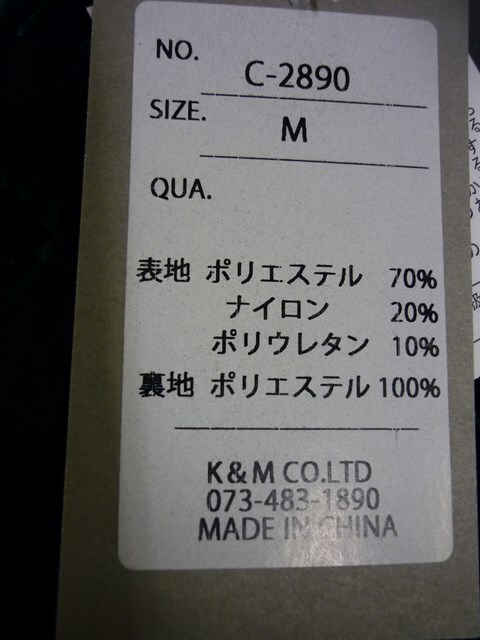 NO.
C-2890
SIZE.
M
QUA.
表地 ポリエステル 70%
ナイロン 20%
ポリウレタン 10%
裏地 ポリエステル 100%
K&M CO.LTD
073-483-1890
MADE IN CHINA